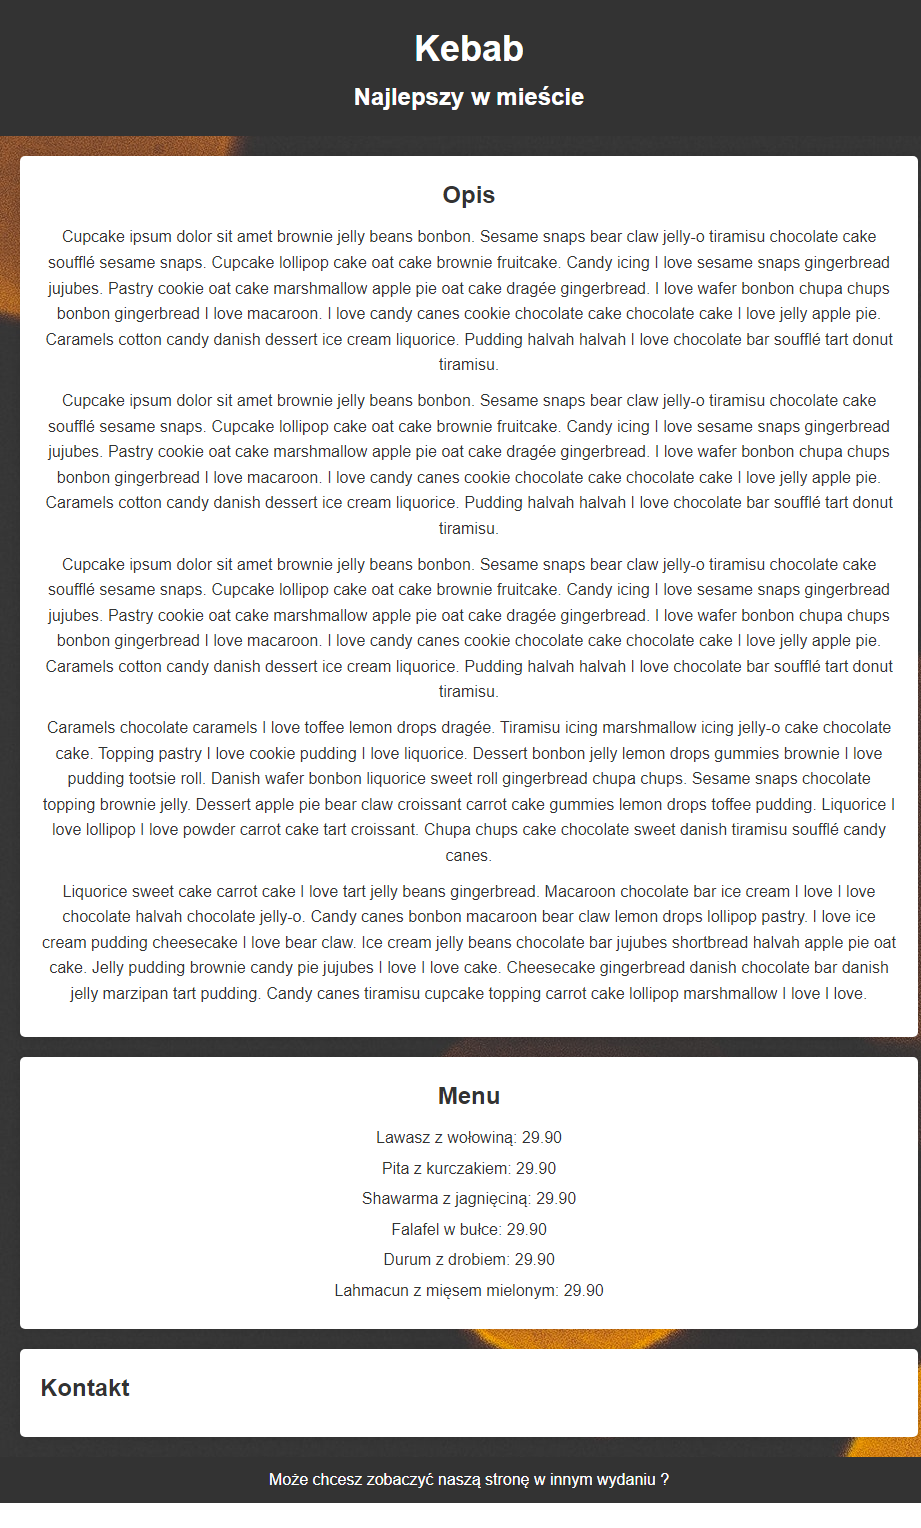 Kebab
Najlepszy w mieście
Opis
Cupcake ipsum dolor sit amet brownie jelly beans bonbon. Sesame snaps bear claw jelly-o tiramisu chocolate cake
soufflé sesame snaps. Cupcake lollipop cake oat cake brownie fruitcake. Candy icing I love sesame snaps gingerbread
jujubes. Pastry cookie oat cake marshmallow apple pie oat cake dragée gingerbread. I love wafer bonbon chupa chups
bonbon gingerbread I love macaroon. I love candy canes cookie chocolate cake chocolate cake I love jelly apple pie.
Caramels cotton candy danish dessert ice cream liquorice. Pudding halvah halvah I love chocolate bar soufflé tart donut
tiramisu.
Cupcake ipsum dolor sit amet brownie jelly beans bonbon. Sesame snaps bear claw jelly-o tiramisu chocolate cake
soufflé sesame snaps. Cupcake lollipop cake oat cake brownie fruitcake. Candy icing I love sesame snaps gingerbread
jujubes. Pastry cookie oat cake marshmallow apple pie oat cake dragée gingerbread. I love wafer bonbon chupa chups
bonbon gingerbread I love macaroon. I love candy canes cookie chocolate cake chocolate cake I love jelly apple pie.
Caramels cotton candy danish dessert ice cream liquorice. Pudding halvah halvah I love chocolate bar soufflé tart donut
tiramisu.
Cupcake ipsum dolor sit amet brownie jelly beans bonbon. Sesame snaps bear claw jelly-o tiramisu chocolate cake
soufflé sesame snaps. Cupcake lollipop cake oat cake brownie fruitcake. Candy icing I love sesame snaps gingerbread
jujubes. Pastry cookie oat cake marshmallow apple pie oat cake dragée gingerbread. I love wafer bonbon chupa chups
bonbon gingerbread I love macaroon. I love candy canes cookie chocolate cake chocolate cake I love jelly apple pie.
Caramels cotton candy danish dessert ice cream liquorice. Pudding halvah halvah I love chocolate bar soufflé tart donut
tiramisu.
Caramels chocolate caramels I love toffee lemon drops dragée. Tiramisu icing marshmallow icing jelly-o cake chocolate
cake. Topping pastry I love cookie pudding I love liquorice. Dessert bonbon jelly lemon drops gummies brownie I love
pudding tootsie roll. Danish wafer bonbon liquorice sweet roll gingerbread chupa chups. Sesame snaps chocolate
topping brownie jelly. Dessert apple pie bear claw croissant carrot cake gummies lemon drops toffee pudding. Liquorice I
love lollipop I love powder carrot cake tart croissant. Chupa chups cake chocolate sweet danish tiramisu soufflé candy
canes.
Liquorice sweet cake carrot cake I love tart jelly beans gingerbread. Macaroon chocolate bar ice cream I love I love
chocolate halvah chocolate jelly-o. Candy canes bonbon macaroon bear claw lemon drops lollipop pastry. I love ice
cream pudding cheesecake I love bear claw. Ice cream jelly beans chocolate bar jujubes shortbread halvah apple pie oat
cake. Jelly pudding brownie candy pie jujubes I love I love cake. Cheesecake gingerbread danish chocolate bar danish
jelly marzipan tart pudding. Candy canes tiramisu cupcake topping carrot cake lollipop marshmallow I love I love.
Menu
Lawasz z wołowiną: 29.90
Pita z kurczakiem: 29.90
Shawarma z jagnięciną: 29.90
Falafel w bułce: 29.90
Durum z drobiem: 29.90
Lahmacun z mięsem mielonym: 29.90
Kontakt
Może chcesz zobaczyć naszą stronę w innym wydaniu ?